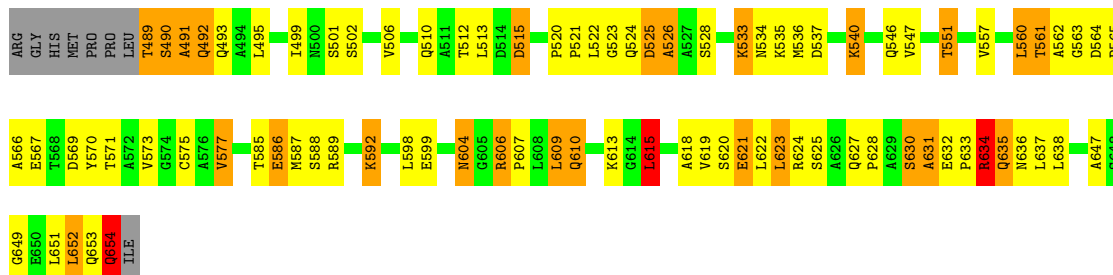 ARG GLY HIS MET PRO PRO LEU T489 S490 A491 Q492 Q493 A494 L495 I499 N500 S501 S502 V506 Q510 A511 T512 L513 D514 D515 P520 P521 L522 G523 Q524 D525 A526 A527 S528 K533 N534 K535 M536 D537 K540 Q546 V547 T551 V557 L560 T561 A562 G563 D564
A566 E567 T568 D569 Y570 T571 A572 V573 G574 C575 A576 V577 T585 E586 M587 S588 R589 K592 L598 E599 N604 G605 R606 P607 L608 L609 Q610 K613 G614 L615 A618 V619 S620 E621 L622 L623 R624 S625 A626 Q627 P628 A629 S630 A631 E632 P633 R634 Q635 N636 L637 L638 A647
G649 E650 L651 L652 Q653 Q654 ILE